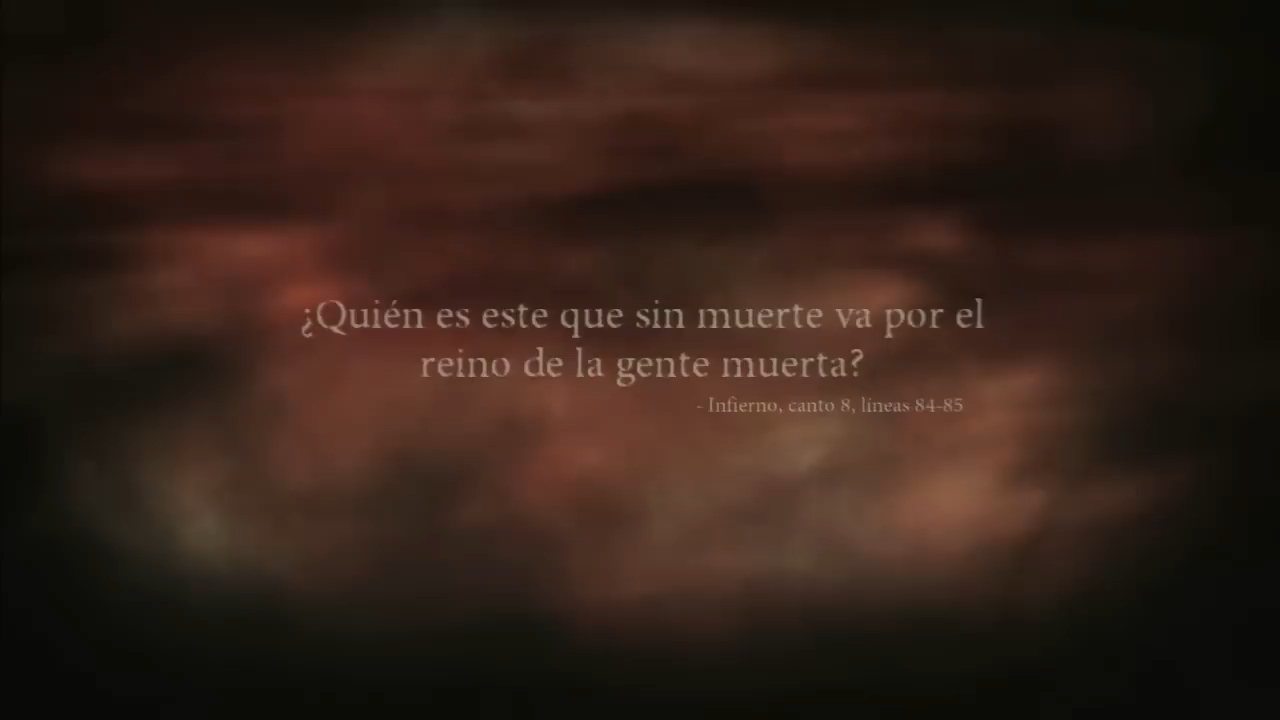 ¿Quién es este que sin muerte va por el
reino de la gente muerta?
- Infierno, canto 8, líneas 84-85